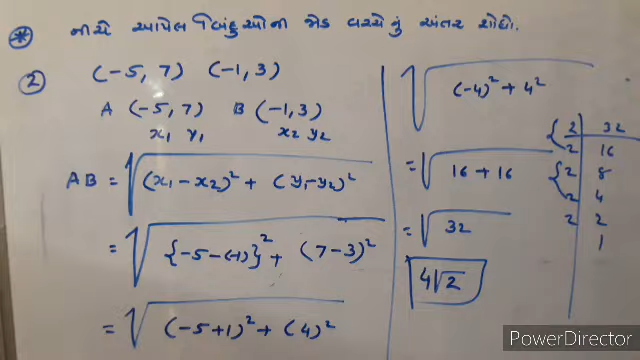 * નીચે આપેલ બિંદુઓની જોડ વચ્ચેનું અંતર શોધો.
② (-5, 7) (-1, 3)
A (-5, 7) B (-1, 3)
x₁ y₁ x₂ y₂
AB = √((x₁-x₂)² + (y₁-y₂)²)
= √({-5-(-1)}² + (7-3)²)
= √((-5+1)² + (4)²)
√((-4)² + 4²)
= √(16+16)
= √32
4√2
2 | 32
2 | 16
2 | 8
2 | 4
2 | 2
1
PowerDirector